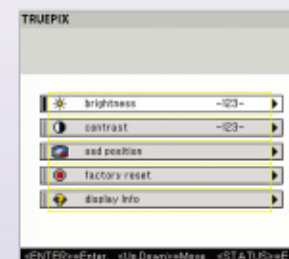 TRUEPIX
brightness -123-
contrast -123-
osd position
factory reset
display Info
<ENTER>=Enter <Up Down>=Move <STATUS>=E